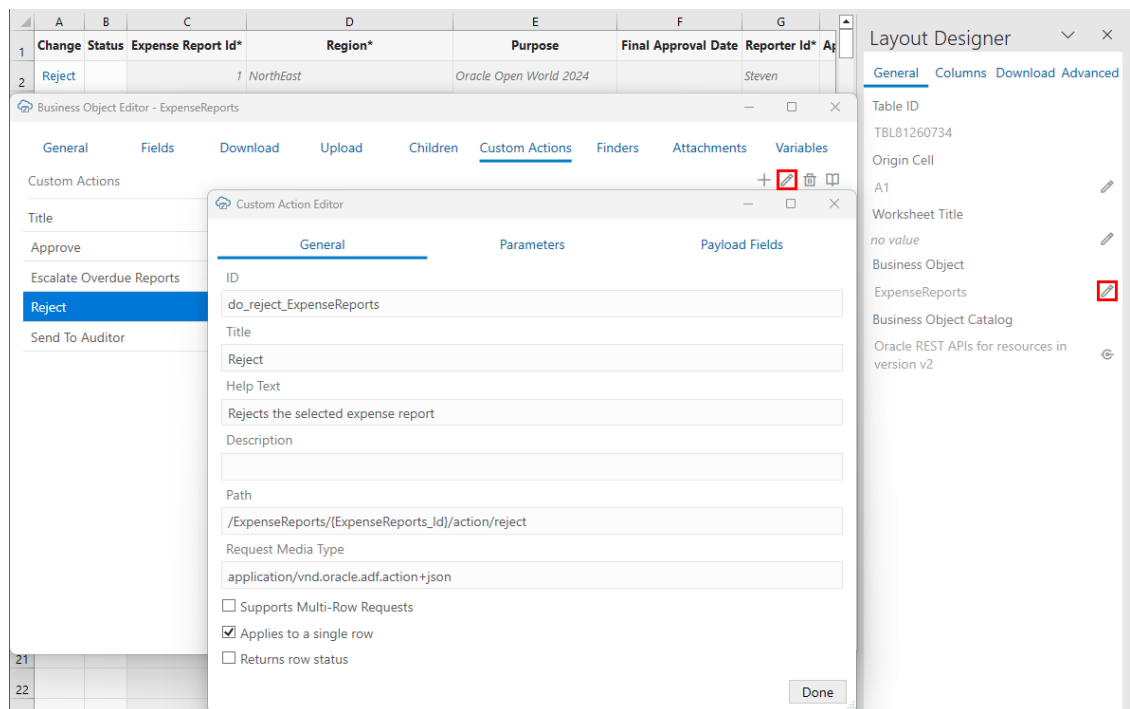 A B C D E F G
1 Change Status Expense Report Id* Region* Purpose Final Approval Date Reporter Id*
2 Reject 1 NorthEast Oracle Open World 2024 Steven
Business Object Editor - ExpenseReports
General Fields Download Upload Children Custom Actions Finders Attachments Variables
Custom Actions
Title
Approve
Escalate Overdue Reports
Reject
Send To Auditor
21
22
Custom Action Editor
General Parameters Payload Fields
ID
do_reject_ExpenseReports
Title
Reject
Help Text
Rejects the selected expense report
Description
Path
/ExpenseReports/{ExpenseReports_Id}/action/reject
Request Media Type
application/vnd.oracle.adf.action+json
Supports Multi-Row Requests
Applies to a single row
Returns row status
Done
Layout Designer
General Columns Download Advanced
Table ID
TBL81260734
Origin Cell
A1
Worksheet Title
no value
Business Object
ExpenseReports
Business Object Catalog
Oracle REST APIs for resources in
version v2